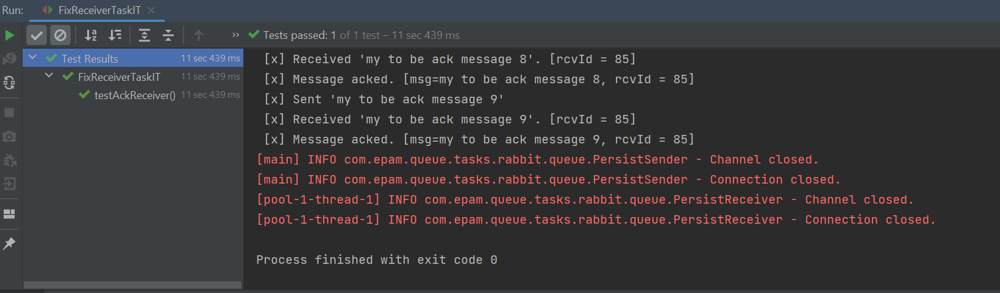 Run: FixReceiverTaskIT
Tests passed: 1 of 1 test – 11 sec 439 ms
Test Results 11 sec 439 ms
FixReceiverTaskIT 11 sec 439 ms
testAckReceiver() 11 sec 439 ms
[x] Received 'my to be ack message 8'. [rcvId = 85]
[x] Message acked. [msg=my to be ack message 8, rcvId = 85]
[x] Sent 'my to be ack message 9'
[x] Received 'my to be ack message 9'. [rcvId = 85]
[x] Message acked. [msg=my to be ack message 9, rcvId = 85]
[main] INFO com.epam.queue.tasks.rabbit.queue.PersistSender - Channel closed.
[main] INFO com.epam.queue.tasks.rabbit.queue.PersistSender - Connection closed.
[pool-1-thread-1] INFO com.epam.queue.tasks.rabbit.queue.PersistReceiver - Channel closed.
[pool-1-thread-1] INFO com.epam.queue.tasks.rabbit.queue.PersistReceiver - Connection closed.
Process finished with exit code 0